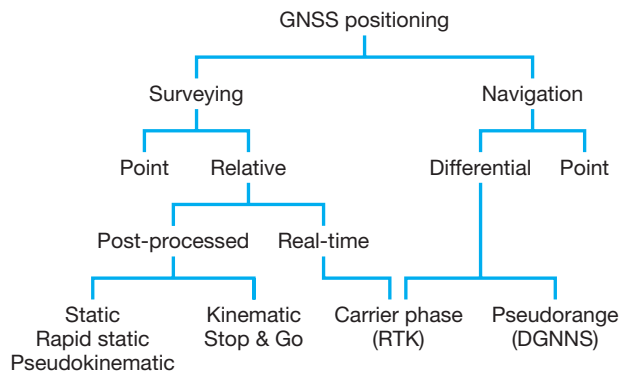 GNSS positioning
Surveying
Navigation
Point
Relative
Differential
Point
Post-processed
Real-time
Static
Rapid static
Pseudokinematic
Kinematic
Stop & Go
Carrier phase
(RTK)
Pseudorange
(DGNNS)